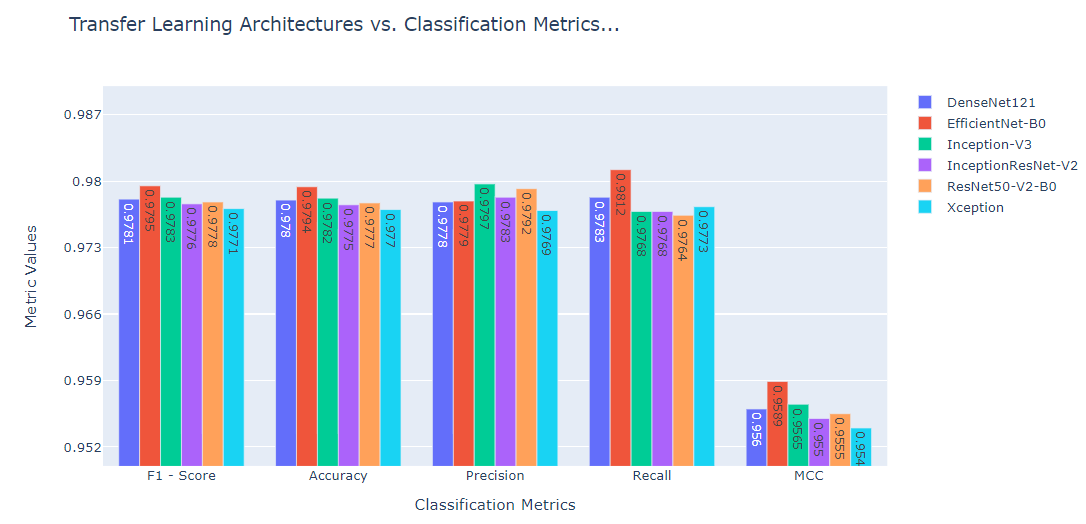 Transfer Learning Architectures vs. Classification Metrics...
Metric Values
0.987
0.98
0.973
0.966
0.959
0.952
0.9781
0.9795
0.9783
0.9776
0.9778
0.9771
0.978
0.9794
0.9782
0.9775
0.9777
0.977
0.9778
0.9779
0.9797
0.9783
0.9792
0.9769
0.9783
0.9812
0.9768
0.9768
0.9764
0.9773
0.956
0.9589
0.9565
0.955
0.9555
0.954
F1 - Score
Accuracy
Precision
Recall
MCC
Classification Metrics
DenseNet121
EfficientNet-B0
Inception-V3
InceptionResNet-V2
ResNet50-V2-B0
Xception